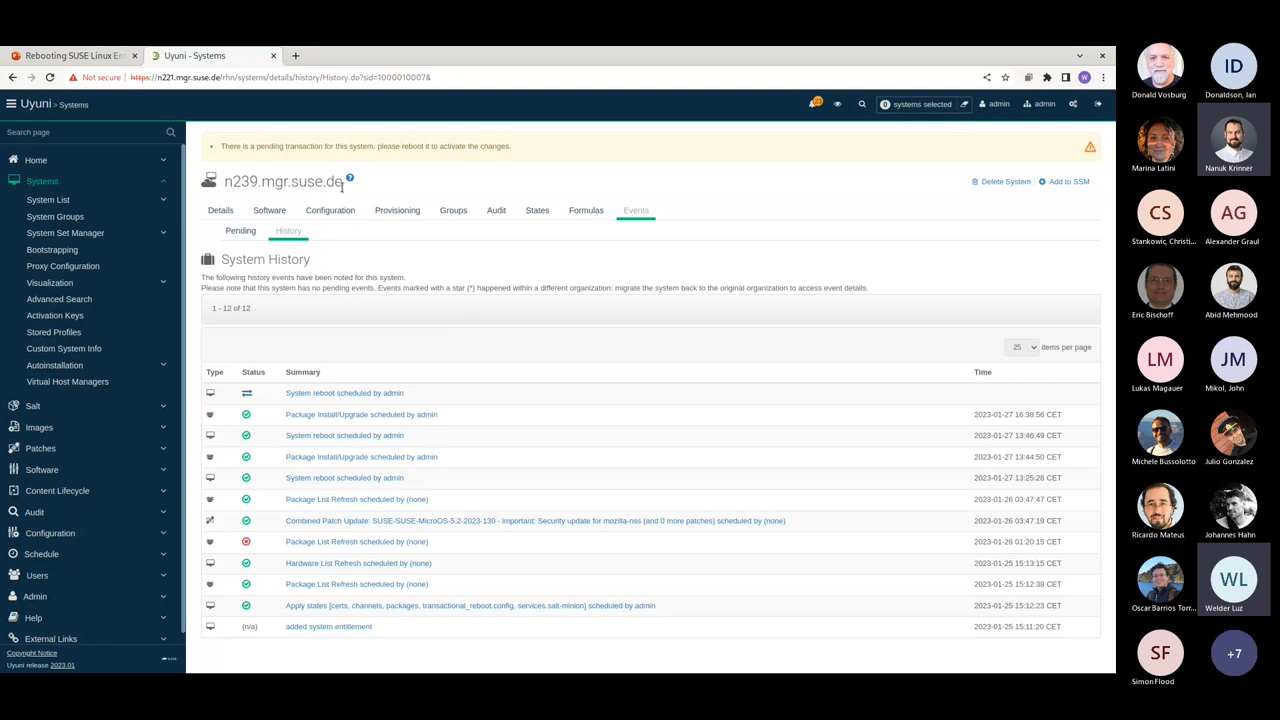 Rebooting SUSE Linux Ent
Uyuni - Systems
Not secure
https://n221.mgr.suse.de/rhn/systems/details/history/History.do?sid=1000010007&
W
Uyuni > Systems
23
0 systems selected
admin
admin
Search page
Home
Systems
System List
System Groups
System Set Manager
Bootstrapping
Proxy Configuration
Visualization
Advanced Search
Activation Keys
Stored Profiles
Custom System Info
Autoinstallation
Virtual Host Managers
Salt
Images
Patches
Software
Content Lifecycle
Audit
Configuration
Schedule
Users
Admin
Help
External Links
Copyright Notice
Uyuni release 2023.01
There is a pending transaction for this system, please reboot it to activate the changes.
n239.mgr.suse.de
Delete System
Add to SSM
Details Software Configuration Provisioning Groups Audit States Formulas Events
Pending History
System History
The following history events have been noted for this system.
Please note that this system has no pending events. Events marked with a star (*) happened within a different organization: migrate the system back to the original organization to access event details.
1 - 12 of 12
25 items per page
Type Status Summary Time
System reboot scheduled by admin
Package Install/Upgrade scheduled by admin 2023-01-27 16:38:56 CET
System reboot scheduled by admin 2023-01-27 13:46:49 CET
Package Install/Upgrade scheduled by admin 2023-01-27 13:44:50 CET
System reboot scheduled by admin 2023-01-27 13:25:28 CET
Package List Refresh scheduled by (none) 2023-01-26 03:47:47 CET
Combined Patch Update: SUSE-SUSE-MicroOS-5.2-2023-130 - important: Security update for mozilla-nss (and 0 more patches) scheduled by (none) 2023-01-26 03:47:19 CET
Package List Refresh scheduled by (none) 2023-01-26 01:20:15 CET
Hardware List Refresh scheduled by (none) 2023-01-25 15:13:15 CET
Package List Refresh scheduled by (none) 2023-01-25 15:12:38 CET
Apply states [certs, channels, packages, transactional_reboot.config, services.salt-minion] scheduled by admin 2023-01-25 15:12:23 CET
(n/a) added system entitlement 2023-01-25 15:11:20 CET
ID
Donald Vosburg Donaldson, Ian
Marina Latini Nanuk Krinner
CS AG
Stankovic, Christi... Alexander Graul
Eric Bischoff Abid Mehmood
LM JM
Lukas Magauer Mikol, John
Michele Bussolotto Julio Gonzalez
Ricardo Mateus Johannes Hahn
WL
Oscar Barrios Torr... Welder Luz
SF +7
Simon Flood